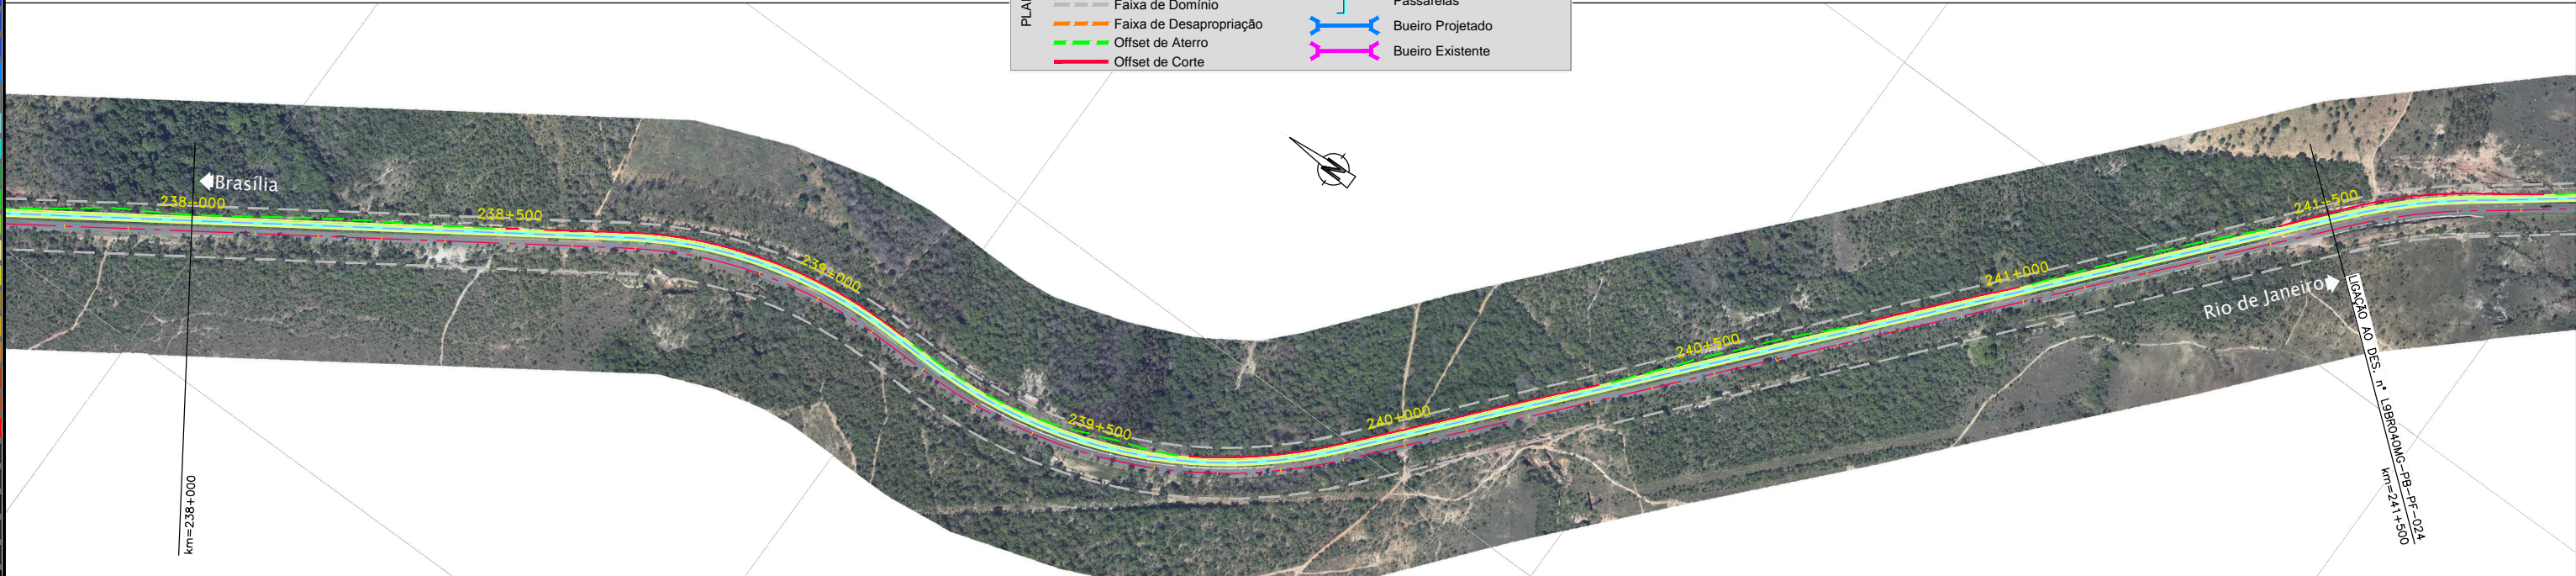 PLAN
Faixa de Domínio
Faixa de Desapropriação
Offset de Aterro
Offset de Corte
Passarelas
Bueiro Projetado
Bueiro Existente
N
Brasília
238+000
238+500
239+000
239+500
240+000
240+500
241+000
241+500
Rio de Janeiro
km=238+000
LIGAÇÃO AO DES. nº L9BR040MG-PB-PF-024
km=241+500